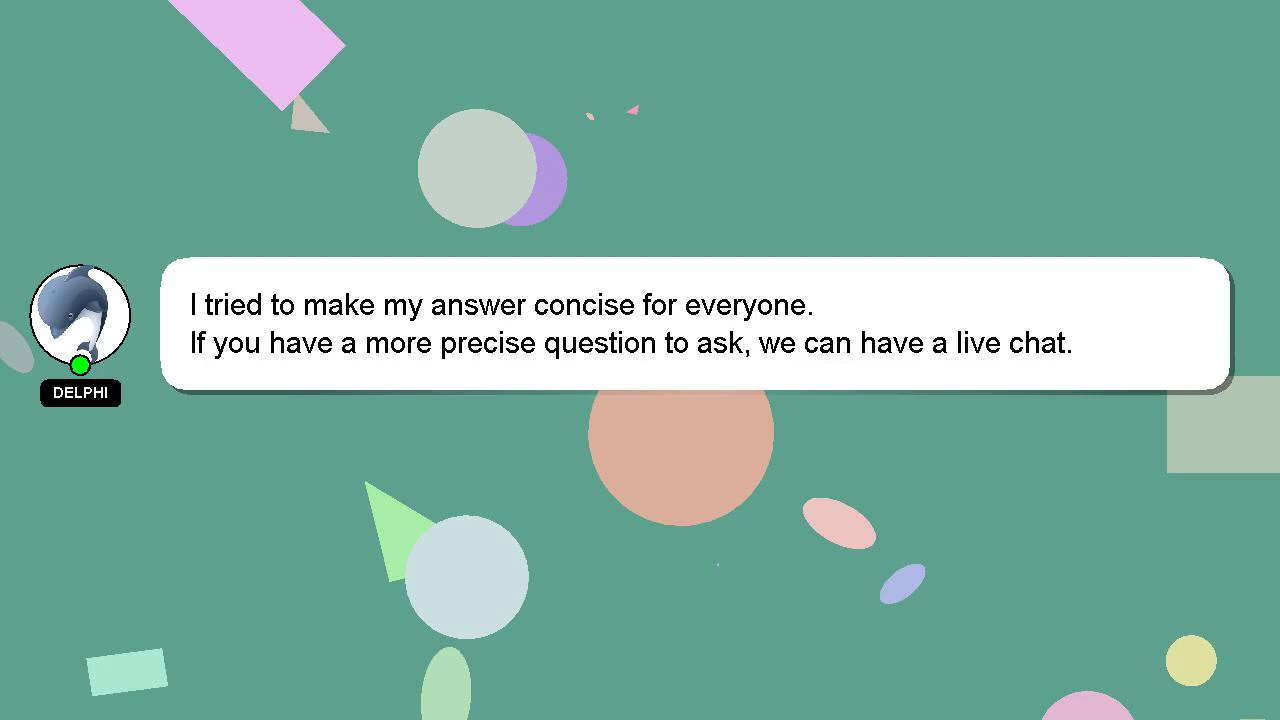 I tried to make my answer concise for everyone.
If you have a more precise question to ask, we can have a live chat.
DELPHI